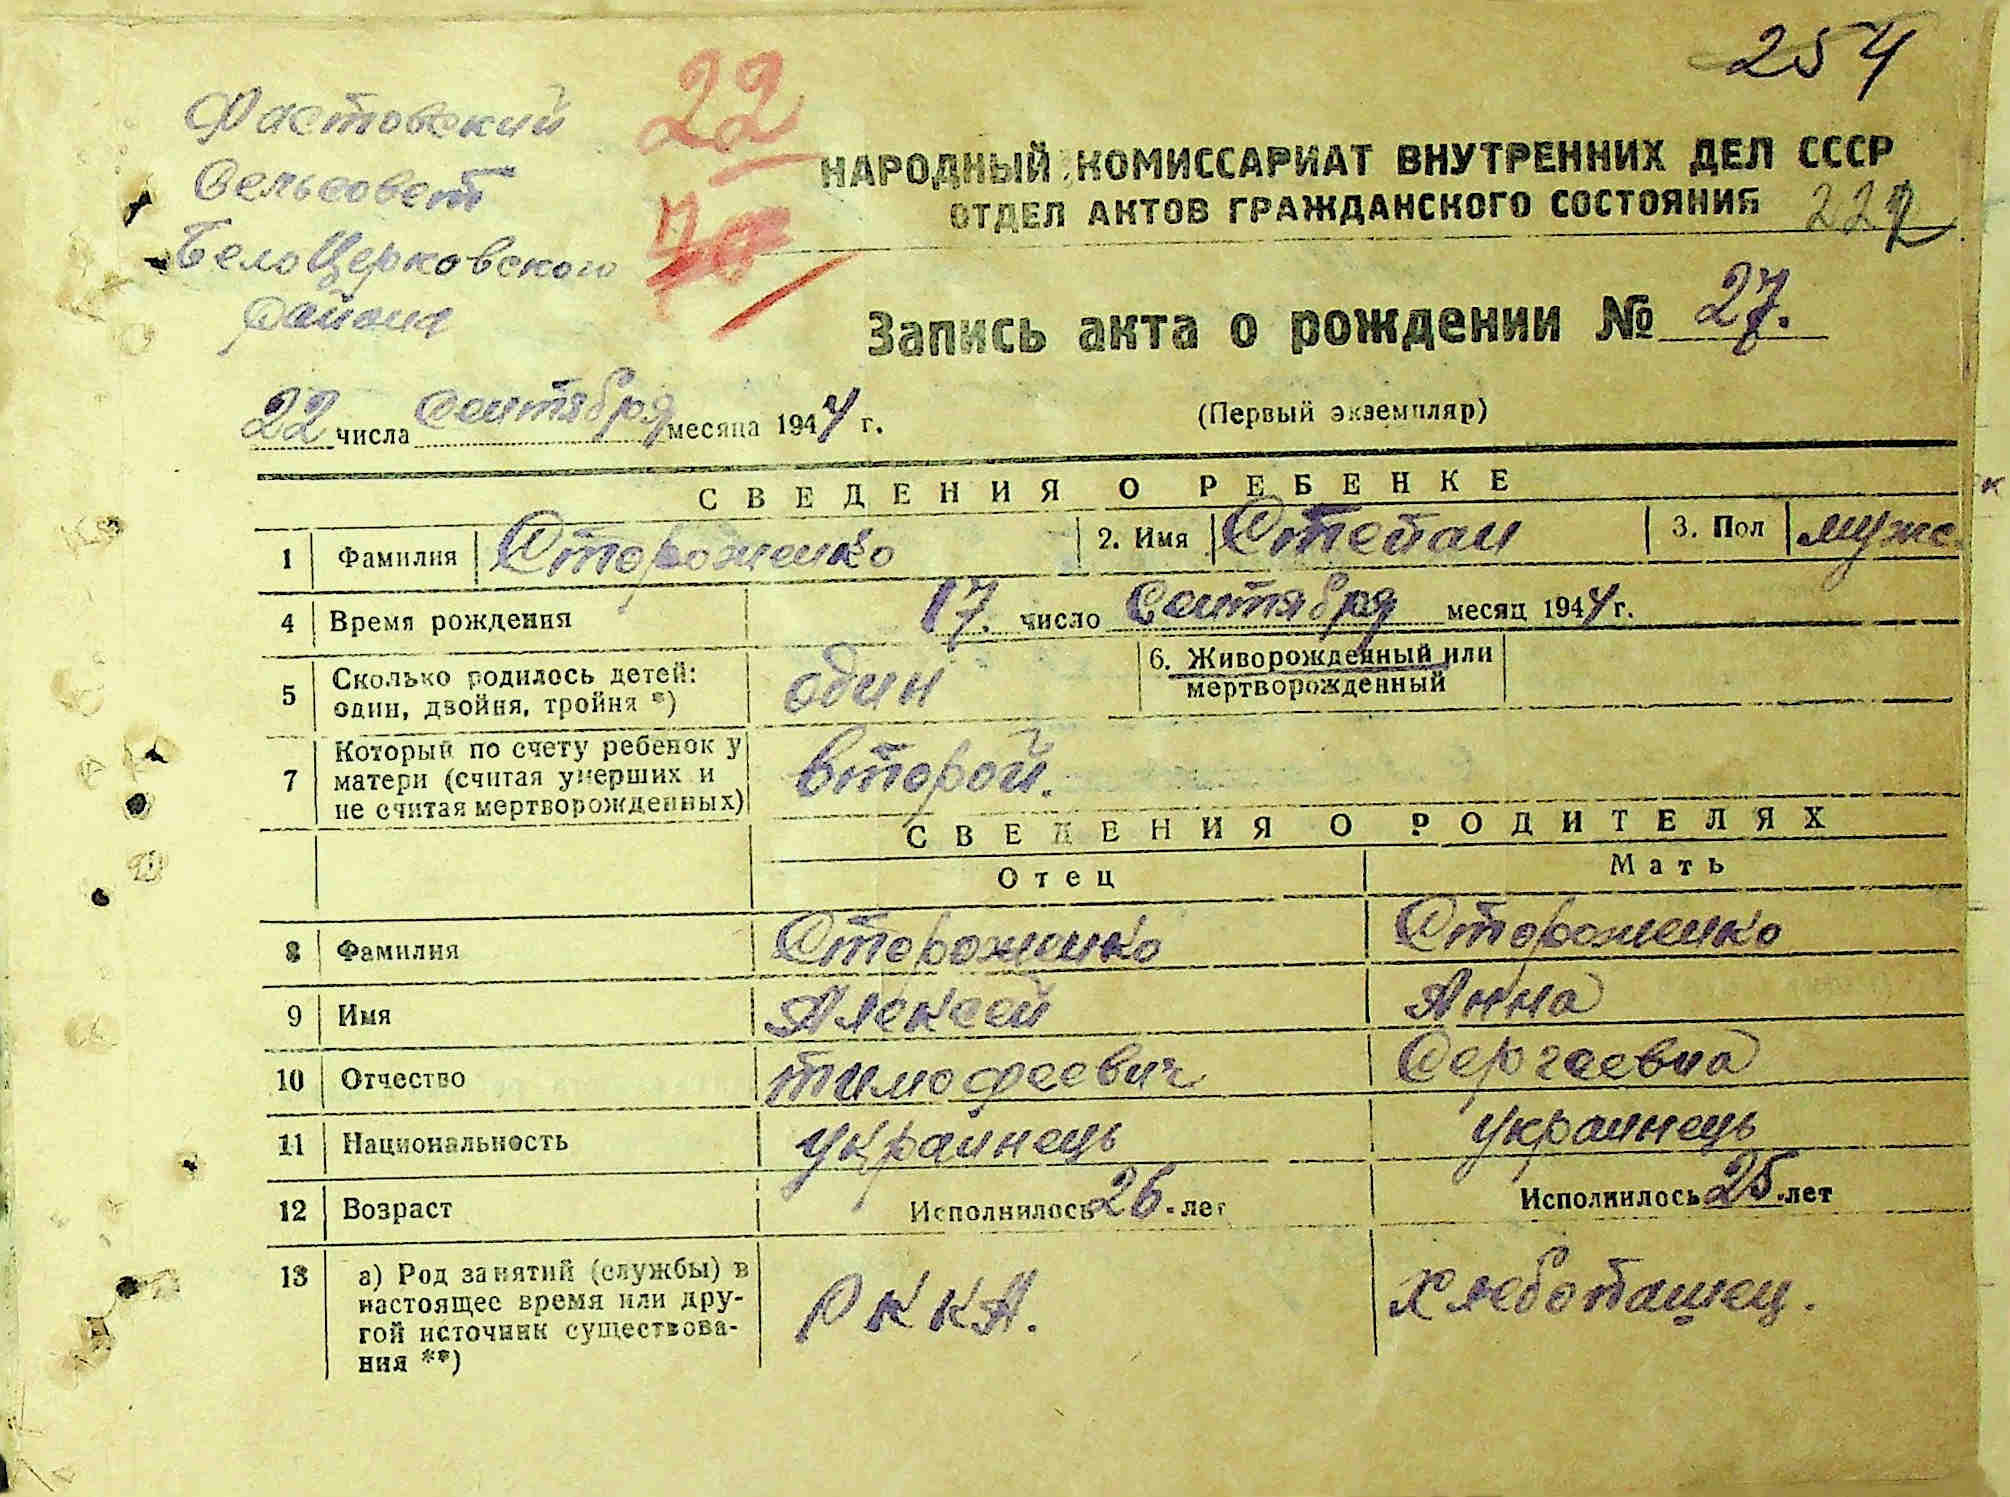 254
Фастовский
сельсовет
БелоЦерковского
района
22
НАРОДНЫЙ КОМИССАРИАТ ВНУТРЕННИХ ДЕЛ СССР
ОТДЕЛ АКТОВ ГРАЖДАНСКОГО СОСТОЯНИЯ
Запись акта о рождении № 27.
22 числа сентября месяца 1944 г.
(Первый экземпляр)
СВЕДЕНИЯ О РЕБЕНКЕ
1 Фамилия Стороженко 2. Имя Степан 3. Пол муже.
4 Время рождения 17. число Сентября месяц 1944 г.
5 Сколько родилось детей: один, двойня, тройня *) один 6. Живорожденный или мертворожденный
7 Который по счету ребенок у матери (считая умерших и не считая мертворожденных) второй.
СВЕДЕНИЯ О РОДИТЕЛЯХ
Отец Мать
8 Фамилия Стороженко Стороженко
9 Имя Алексей Анна
10 Отчество тимофеевич Сергеевна
11 Национальность украинець украинець
12 Возраст Исполнилось 26. лет Исполнилось 25. лет
13 а) Род занятий (службы) в настоящее время или другой источник существования **) РККА. Хлебопашец.